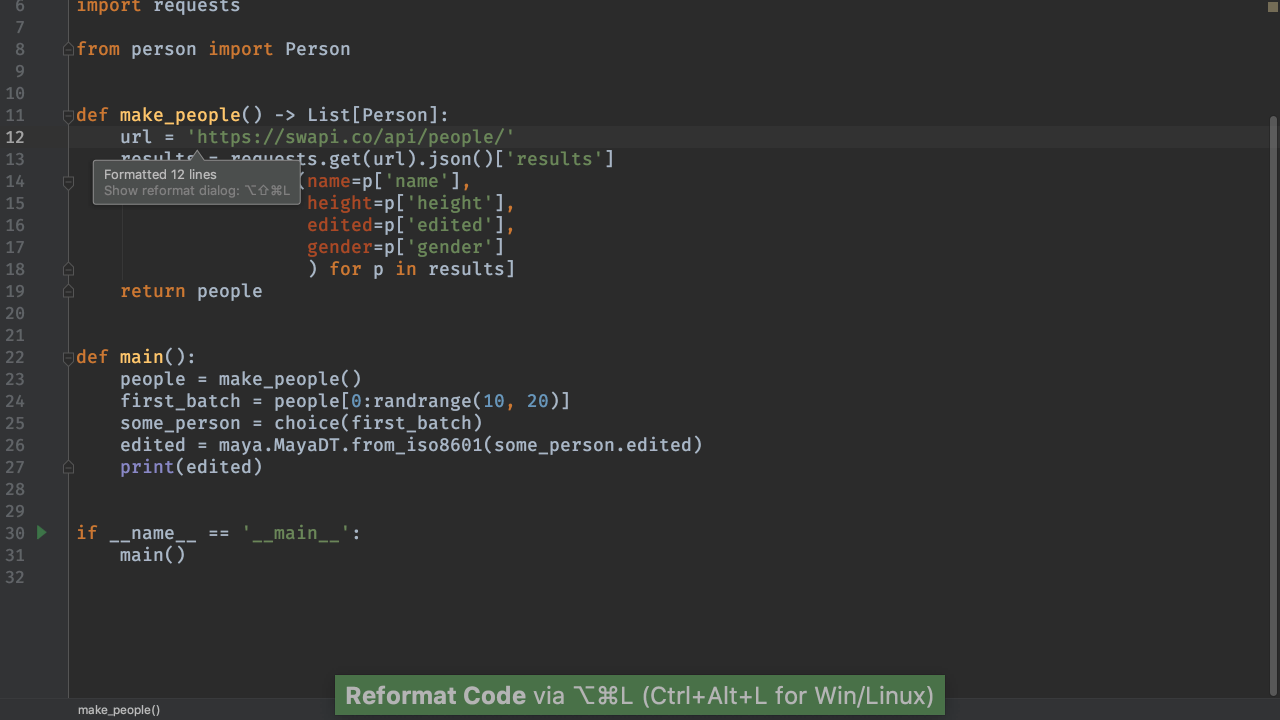 6 import requests
7
8 from person import Person
9
10
11 def make_people() -> List[Person]:
12     url = 'https://swapi.co/api/people/'
13     results = requests.get(url).json()['results']
Formatted 12 lines
Show reformat dialog: ⌥⇧⌘L
14 (name=p['name'],
15 height=p['height'],
16 edited=p['edited'],
17 gender=p['gender']
18 ) for p in results]
19     return people
20
21
22 def main():
23     people = make_people()
24     first_batch = people[0:randrange(10, 20)]
25     some_person = choice(first_batch)
26     edited = maya.MayaDT.from_iso8601(some_person.edited)
27     print(edited)
28
29
30 if __name__ == '__main__':
31     main()
32
Reformat Code via ⌥⌘L (Ctrl+Alt+L for Win/Linux)
make_people()